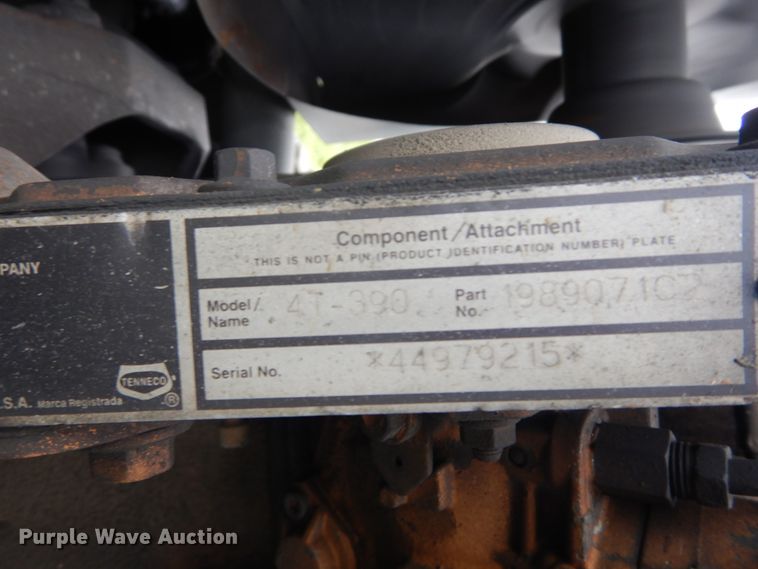 MPANY
Component/Attachment
THIS IS NOT A PIN (PRODUCT IDENTIFICATION NUMBER) PLATE
Model/ Name 4T-390 Part No. 1989071C2
Serial No. *44979215*
TENNECO
.S.A. Marca Registrada ®
Purple Wave Auction